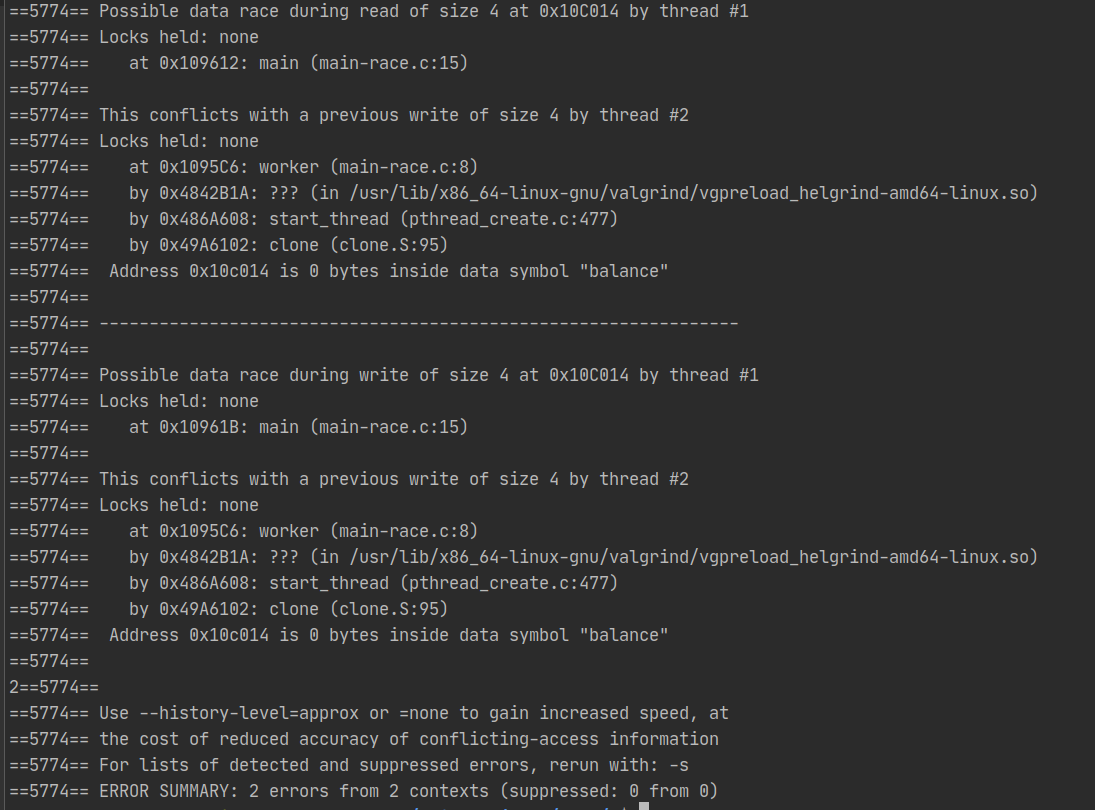 ==5774== Possible data race during read of size 4 at 0x10C014 by thread #1
==5774== Locks held: none
==5774==    at 0x109612: main (main-race.c:15)
==5774==
==5774== This conflicts with a previous write of size 4 by thread #2
==5774== Locks held: none
==5774==    at 0x1095C6: worker (main-race.c:8)
==5774==    by 0x4842B1A: ??? (in /usr/lib/x86_64-linux-gnu/valgrind/vgpreload_helgrind-amd64-linux.so)
==5774==    by 0x486A608: start_thread (pthread_create.c:477)
==5774==    by 0x49A6102: clone (clone.S:95)
==5774==  Address 0x10c014 is 0 bytes inside data symbol "balance"
==5774==
==5774== ----------------------------------------------------------------
==5774==
==5774== Possible data race during write of size 4 at 0x10C014 by thread #1
==5774== Locks held: none
==5774==    at 0x10961B: main (main-race.c:15)
==5774==
==5774== This conflicts with a previous write of size 4 by thread #2
==5774== Locks held: none
==5774==    at 0x1095C6: worker (main-race.c:8)
==5774==    by 0x4842B1A: ??? (in /usr/lib/x86_64-linux-gnu/valgrind/vgpreload_helgrind-amd64-linux.so)
==5774==    by 0x486A608: start_thread (pthread_create.c:477)
==5774==    by 0x49A6102: clone (clone.S:95)
==5774==  Address 0x10c014 is 0 bytes inside data symbol "balance"
==5774==
2==5774==
==5774== Use --history-level=approx or =none to gain increased speed, at
==5774== the cost of reduced accuracy of conflicting-access information
==5774== For lists of detected and suppressed errors, rerun with: -s
==5774== ERROR SUMMARY: 2 errors from 2 contexts (suppressed: 0 from 0)